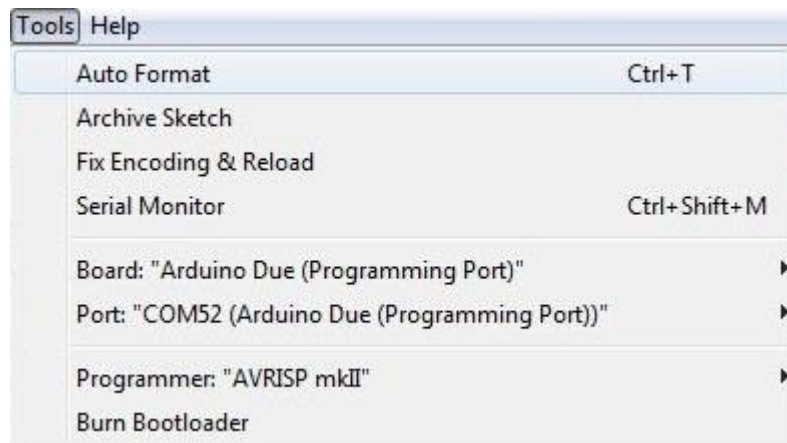 Tools Help
Auto Format Ctrl+T
Archive Sketch
Fix Encoding & Reload
Serial Monitor Ctrl+Shift+M
Board: "Arduino Due (Programming Port)"
Port: "COM52 (Arduino Due (Programming Port))"
Programmer: "AVRISP mkII"
Burn Bootloader